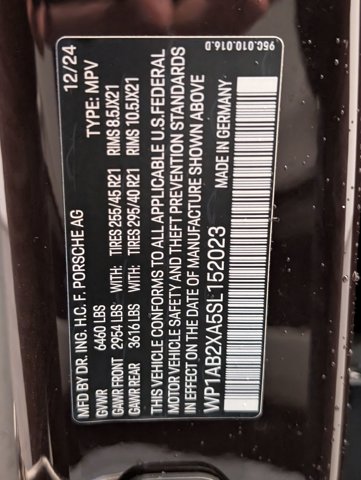 95C.010.016.D
MFD BY DR. ING. H.C. F. PORSCHE AG 12/24
GVWR 6460 LBS TYPE: MPV
GAWR FRONT 2954 LBS WITH: TIRES 255/45 R21 RIMS 8.5JX21
GAWR REAR 3616 LBS WITH: TIRES 295/40 R21 RIMS 10.5JX21
THIS VEHICLE CONFORMS TO ALL APPLICABLE U.S. FEDERAL
MOTOR VEHICLE SAFETY AND THEFT PREVENTION STANDARDS
IN EFFECT ON THE DATE OF MANUFACTURE SHOWN ABOVE
WP1AB2XA5SL152023 MADE IN GERMANY